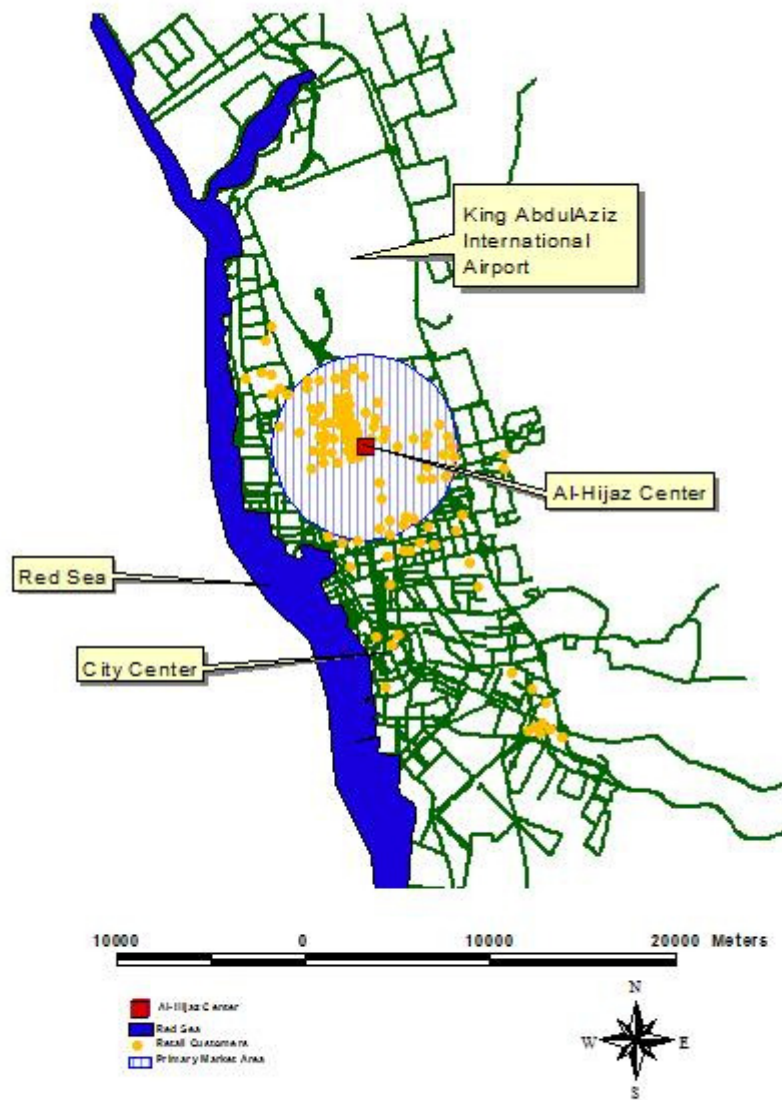 King AbdulAziz
International
Airport
Al-Hijaz Center
Red Sea
City Center
10000 0 10000 20000 Meters
Al-Hijaz Center
Red Sea
Retail Customers
Primary Market Area
N
W E
S